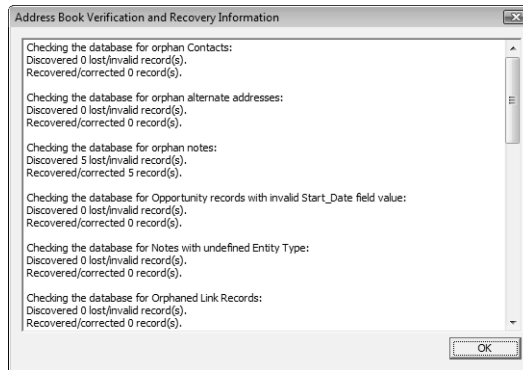 Address Book Verification and Recovery Information
Checking the database for orphan Contacts:
Discovered 0 lost/invalid record(s).
Recovered/corrected 0 record(s).
Checking the database for orphan alternate addresses:
Discovered 0 lost/invalid record(s).
Recovered/corrected 0 record(s).
Checking the database for orphan notes:
Discovered 5 lost/invalid record(s).
Recovered/corrected 5 record(s).
Checking the database for Opportunity records with invalid Start_Date field value:
Discovered 0 lost/invalid record(s).
Recovered/corrected 0 record(s).
Checking the database for Notes with undefined Entity Type:
Discovered 0 lost/invalid record(s).
Recovered/corrected 0 record(s).
Checking the database for Orphaned Link Records:
Discovered 0 lost/invalid record(s).
Recovered/corrected 0 record(s).
OK